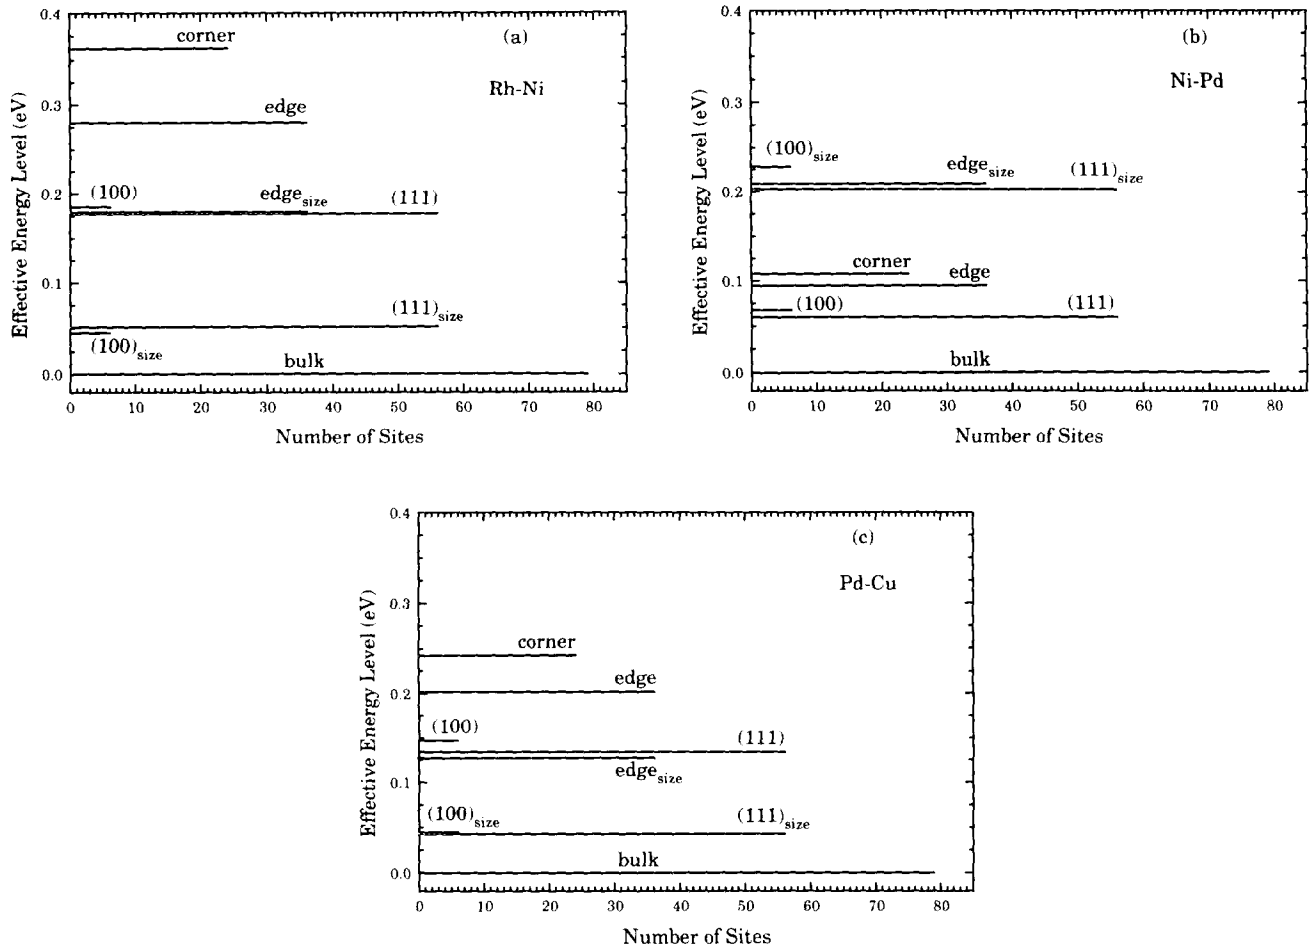 (a)
Rh-Ni
Effective Energy Level (eV)
0.4
0.3
0.2
0.1
0.0
corner
edge
(100)
edge_size
(111)
(111)_size
(100)_size
bulk
0 10 20 30 40 50 60 70 80
Number of Sites
(b)
Ni-Pd
Effective Energy Level (eV)
0.4
0.3
0.2
0.1
0.0
(100)_size
edge_size
(111)_size
corner
edge
(100)
(111)
bulk
0 10 20 30 40 50 60 70 80
Number of Sites
(c)
Pd-Cu
Effective Energy Level (eV)
0.4
0.3
0.2
0.1
0.0
corner
edge
(100)
(111)
edge_size
(100)_size
(111)_size
bulk
0 10 20 30 40 50 60 70 80
Number of Sites